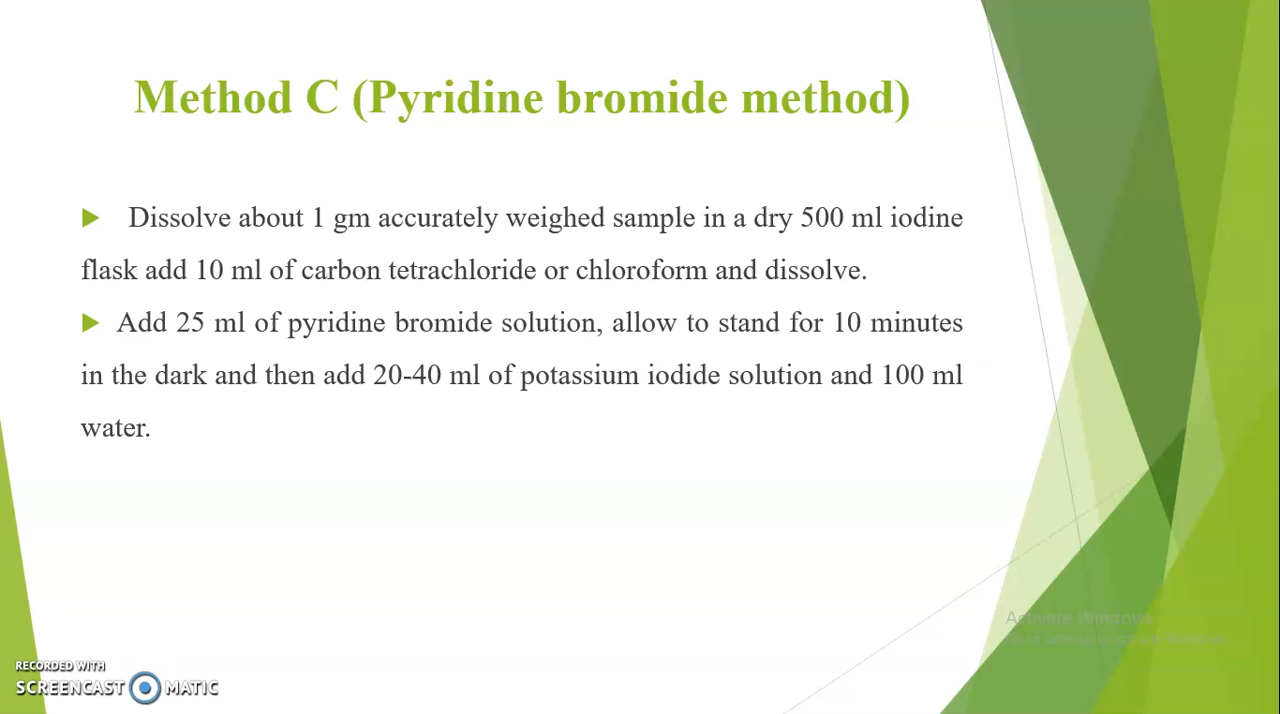 Method C (Pyridine bromide method)
Dissolve about 1 gm accurately weighed sample in a dry 500 ml iodine
flask add 10 ml of carbon tetrachloride or chloroform and dissolve.
Add 25 ml of pyridine bromide solution, allow to stand for 10 minutes
in the dark and then add 20-40 ml of potassium iodide solution and 100 ml
water.
Activate Windows
RECORDED WITH
SCREENCAST MATIC